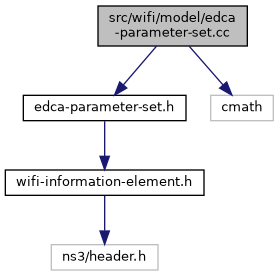 src/wifi/model/edca
-parameter-set.cc
edca-parameter-set.h
cmath
wifi-information-element.h
ns3/header.h